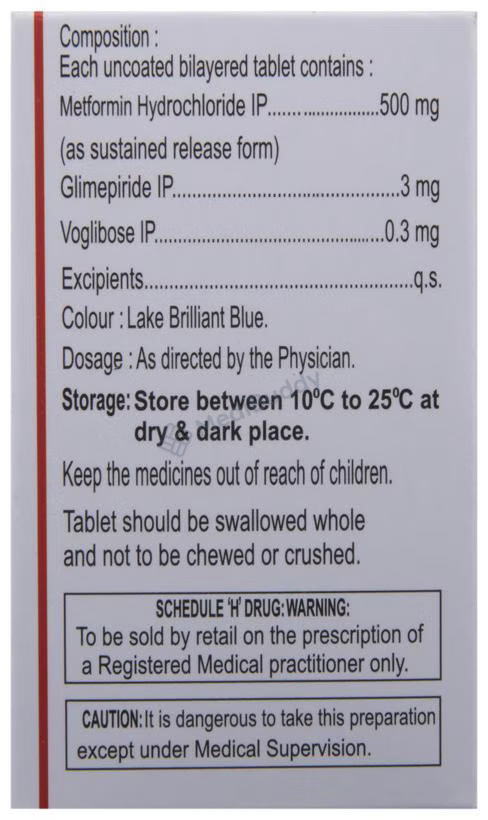 Composition :
Each uncoated bilayered tablet contains :
Metformin Hydrochloride IP........................500 mg
(as sustained release form)
Glimepiride IP.............................................3 mg
Voglibose IP.............................................0.3 mg
Excipients.....................................................q.s.
Colour : Lake Brilliant Blue.
Dosage : As directed by the Physician.
Storage: Store between 10⁰C to 25⁰C at
dry & dark place.
MediBuddy
Keep the medicines out of reach of children.
Tablet should be swallowed whole
and not to be chewed or crushed.
SCHEDULE 'H' DRUG: WARNING:
To be sold by retail on the prescription of
a Registered Medical practitioner only.
CAUTION: It is dangerous to take this preparation
except under Medical Supervision.